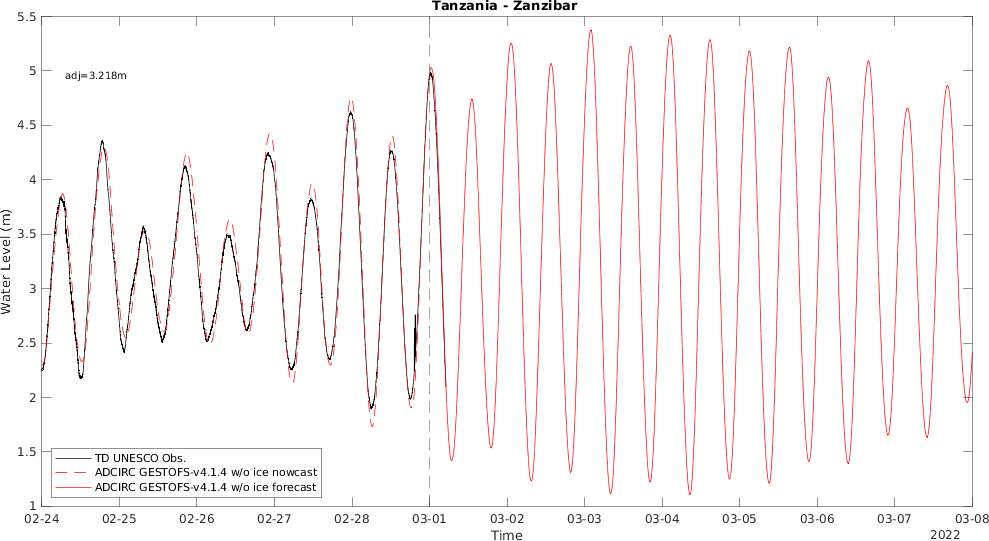 Tanzania - Zanzibar
5.5
5
4.5
4
3.5
3
2.5
2
1.5
1
Water Level (m)
adj=3.218m
TD UNESCO Obs.
ADCIRC GESTOFS-v4.1.4 w/o ice nowcast
ADCIRC GESTOFS-v4.1.4 w/o ice forecast
02-24 02-25 02-26 02-27 02-28 03-01 03-02 03-03 03-04 03-05 03-06 03-07 03-08
Time
2022